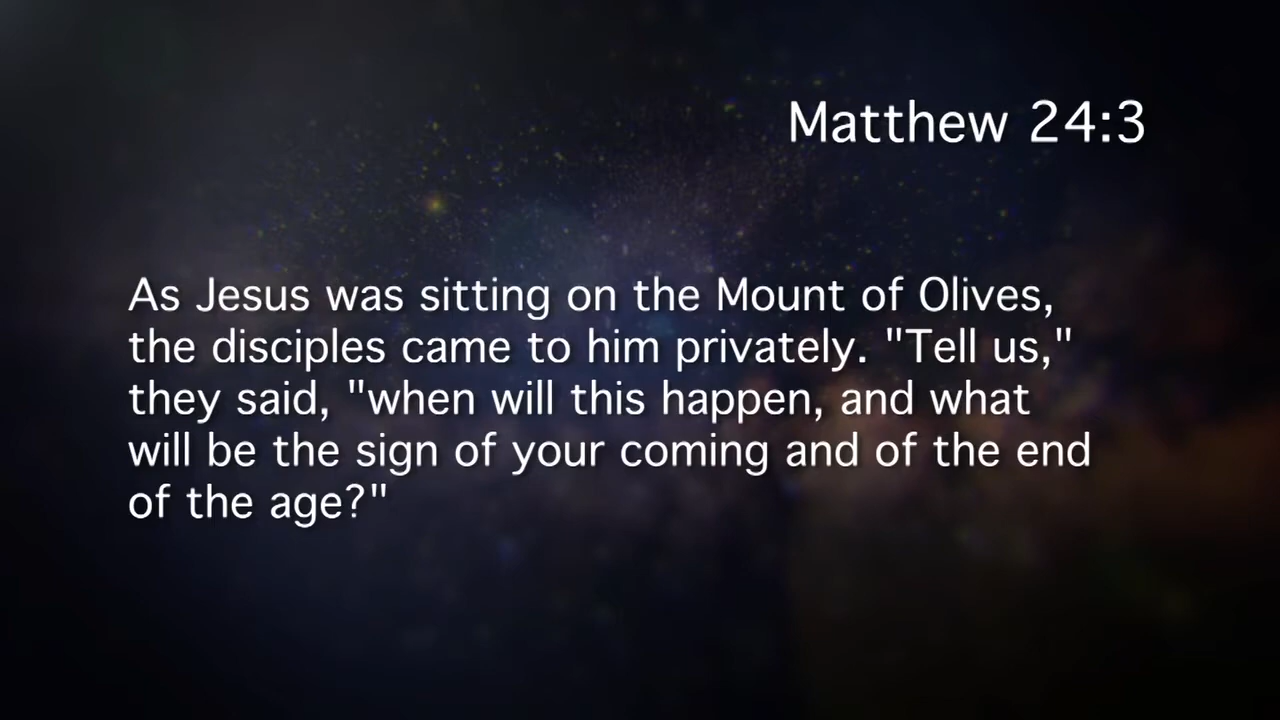 Matthew 24:3
As Jesus was sitting on the Mount of Olives,
the disciples came to him privately. "Tell us,"
they said, "when will this happen, and what
will be the sign of your coming and of the end
of the age?"